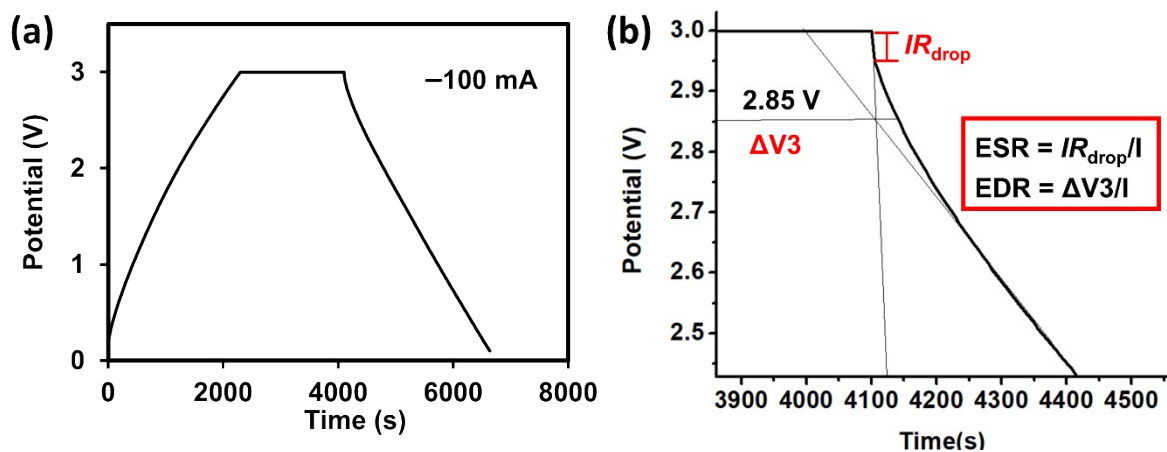 (a)
Potential (V)
3
2
1
0
−100 mA
0
2000
4000
6000
8000
Time (s)
(b)
Potential (V)
3.0
2.9
2.8
2.7
2.6
2.5
IRdrop
2.85 V
ΔV3
ESR = IRdrop/I
EDR = ΔV3/I
3900
4000
4100
4200
4300
4400
4500
Time(s)